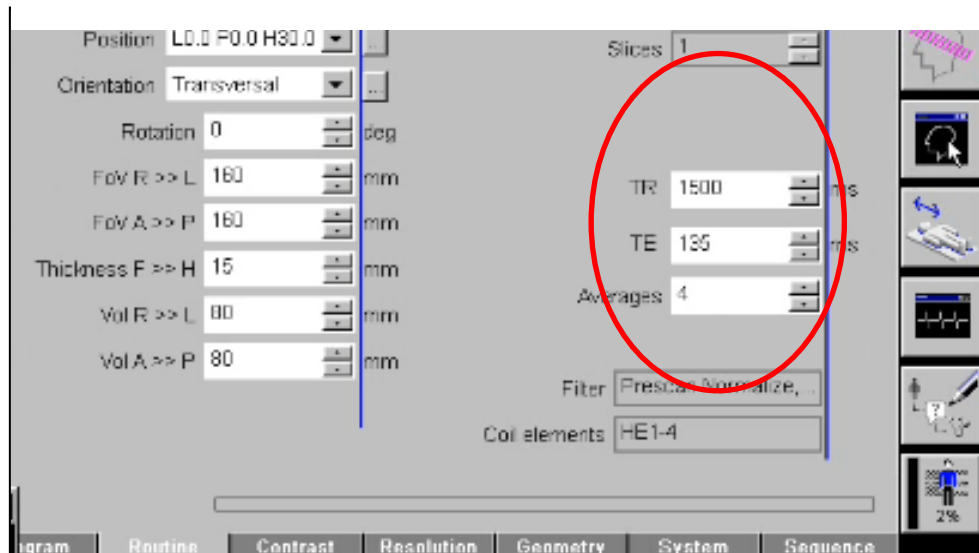 Position L0.0 P0.0 H30.0 ...
Slices 1
Orientation Transversal ...
Rotation 0 deg
FoV R >> L 160 mm
TR 1500 ms
FoV A >> P 160 mm
TE 135 ms
Thickness F >> H 15 mm
Averages 4
Vol R >> L 80 mm
Vol A >> P 80 mm
Filter Prescan Normalize,...
Coil elements HE1-4
?
2%
ogram Routine Contrast Resolution Geometry System Sequence